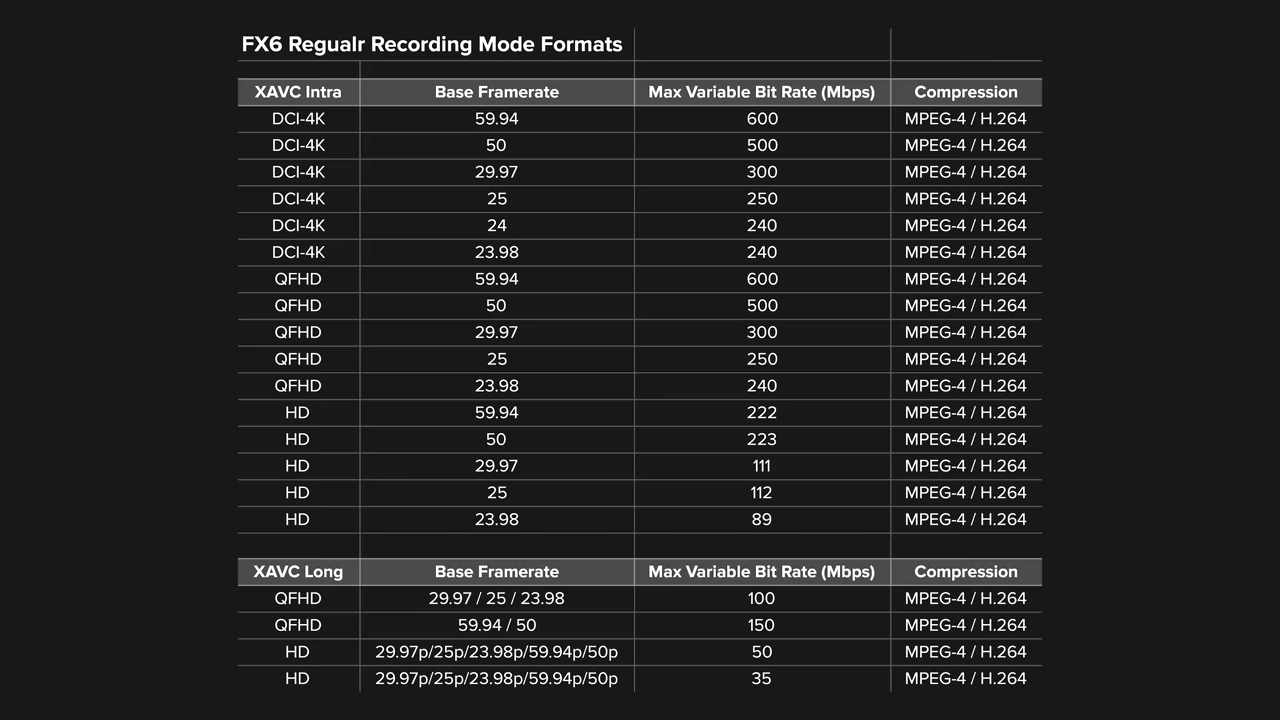 FX6 Regualr Recording Mode Formats
XAVC Intra Base Framerate Max Variable Bit Rate (Mbps) Compression
DCI-4K 59.94 600 MPEG-4 / H.264
DCI-4K 50 500 MPEG-4 / H.264
DCI-4K 29.97 300 MPEG-4 / H.264
DCI-4K 25 250 MPEG-4 / H.264
DCI-4K 24 240 MPEG-4 / H.264
DCI-4K 23.98 240 MPEG-4 / H.264
QFHD 59.94 600 MPEG-4 / H.264
QFHD 50 500 MPEG-4 / H.264
QFHD 29.97 300 MPEG-4 / H.264
QFHD 25 250 MPEG-4 / H.264
QFHD 23.98 240 MPEG-4 / H.264
HD 59.94 222 MPEG-4 / H.264
HD 50 223 MPEG-4 / H.264
HD 29.97 111 MPEG-4 / H.264
HD 25 112 MPEG-4 / H.264
HD 23.98 89 MPEG-4 / H.264
XAVC Long Base Framerate Max Variable Bit Rate (Mbps) Compression
QFHD 29.97 / 25 / 23.98 100 MPEG-4 / H.264
QFHD 59.94 / 50 150 MPEG-4 / H.264
HD 29.97p/25p/23.98p/59.94p/50p 50 MPEG-4 / H.264
HD 29.97p/25p/23.98p/59.94p/50p 35 MPEG-4 / H.264